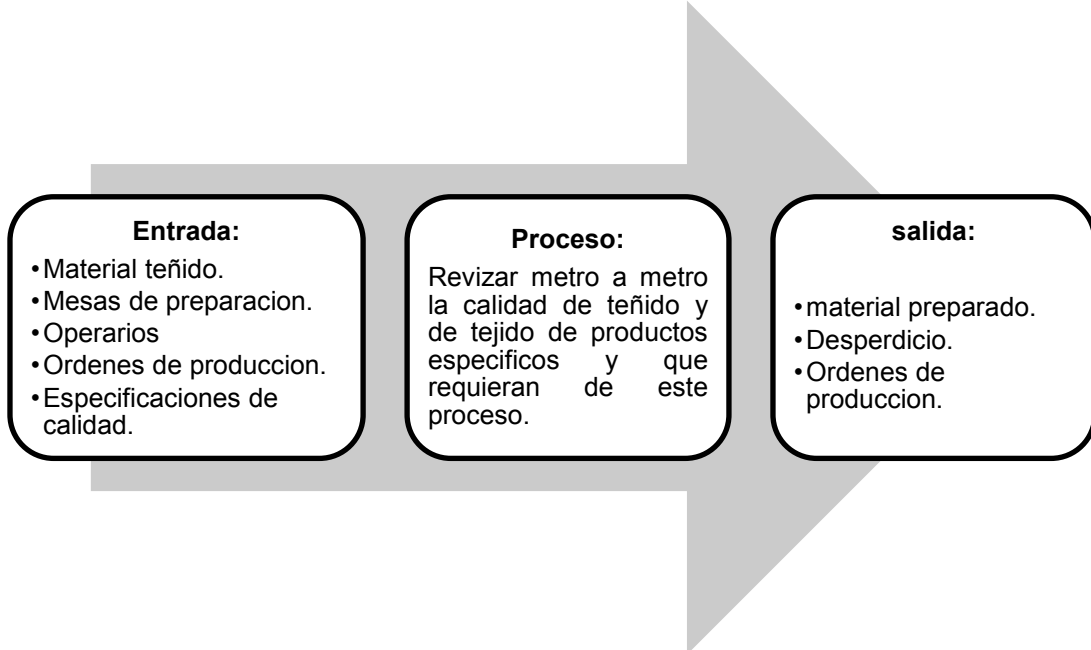 Entrada:
•Material teñido.
•Mesas de preparacion.
•Operarios
•Ordenes de produccion.
•Especificaciones de
calidad.
Proceso:
Revizar metro a metro
la calidad de teñido y
de tejido de productos
especificos y que
requieran de este
proceso.
salida:
•material preparado.
•Desperdicio.
•Ordenes de
produccion.